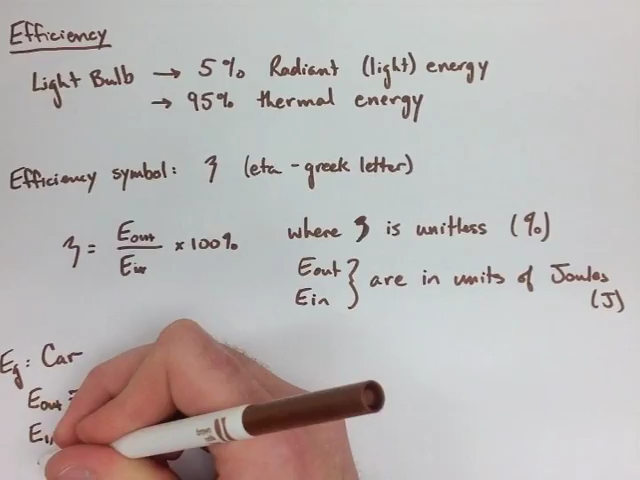 Efficiency
Light Bulb → 5% Radiant (light) energy
→ 95% thermal energy
Efficiency symbol: η (eta - greek letter)
η = Eout / Ein × 100%
where η is unitless (%)
Eout
Ein } are in units of Joules (J)
Eg: Car
Eout =